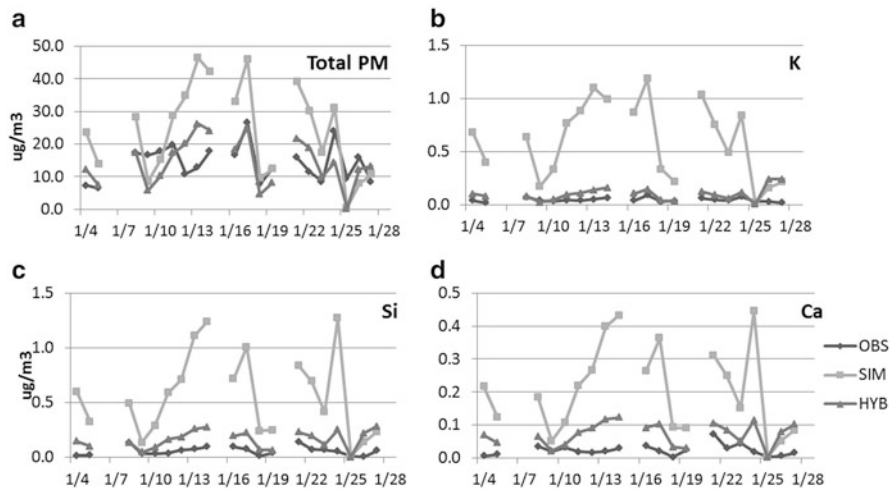 a
Total PM
ug/m3
50.0
40.0
30.0
20.0
10.0
0.0
1/4 1/7 1/10 1/13 1/16 1/19 1/22 1/25 1/28
b
K
1.5
1.0
0.5
0.0
1/4 1/7 1/10 1/13 1/16 1/19 1/22 1/25 1/28
c
Si
ug/m3
1.5
1.0
0.5
0.0
1/4 1/7 1/10 1/13 1/16 1/19 1/22 1/25 1/28
d
Ca
0.5
0.4
0.3
0.2
0.1
0.0
1/4 1/7 1/10 1/13 1/16 1/19 1/22 1/25 1/28
OBS
SIM
HYB